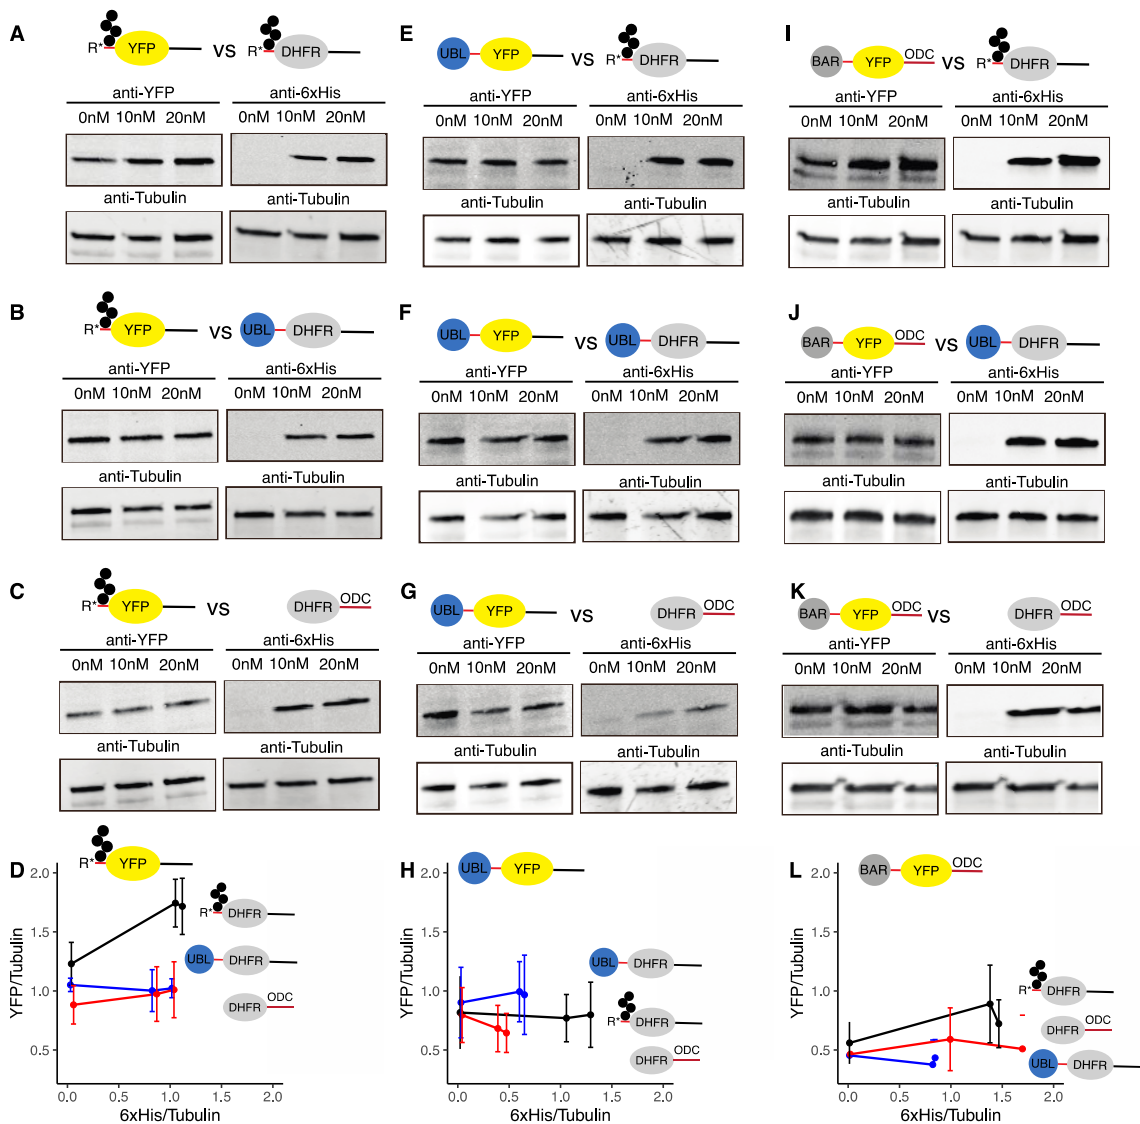 A
R* YFP VS R* DHFR
anti-YFP anti-6xHis
0nM 10nM 20nM 0nM 10nM 20nM
anti-Tubulin anti-Tubulin
B
R* YFP VS UBL DHFR
anti-YFP anti-6xHis
0nM 10nM 20nM 0nM 10nM 20nM
anti-Tubulin anti-Tubulin
C
R* YFP VS DHFR ODC
anti-YFP anti-6xHis
0nM 10nM 20nM 0nM 10nM 20nM
anti-Tubulin anti-Tubulin
D
R* YFP
R* DHFR
UBL DHFR
DHFR ODC
YFP/Tubulin
2.0
1.5
1.0
0.5
0.0 0.5 1.0 1.5 2.0
6xHis/Tubulin
E
UBL YFP VS R* DHFR
anti-YFP anti-6xHis
0nM 10nM 20nM 0nM 10nM 20nM
anti-Tubulin anti-Tubulin
F
UBL YFP VS UBL DHFR
anti-YFP anti-6xHis
0nM 10nM 20nM 0nM 10nM 20nM
anti-Tubulin anti-Tubulin
G
UBL YFP VS DHFR ODC
anti-YFP anti-6xHis
0nM 10nM 20nM 0nM 10nM 20nM
anti-Tubulin anti-Tubulin
H
UBL YFP
UBL DHFR
R* DHFR
DHFR ODC
YFP/Tubulin
2.0
1.5
1.0
0.5
0.0 0.5 1.0 1.5 2.0
6xHis/Tubulin
I
BAR YFP ODC VS R* DHFR
anti-YFP anti-6xHis
0nM 10nM 20nM 0nM 10nM 20nM
anti-Tubulin anti-Tubulin
J
BAR YFP ODC VS UBL DHFR
anti-YFP anti-6xHis
0nM 10nM 20nM 0nM 10nM 20nM
anti-Tubulin anti-Tubulin
K
BAR YFP ODC VS DHFR ODC
anti-YFP anti-6xHis
0nM 10nM 20nM 0nM 10nM 20nM
anti-Tubulin anti-Tubulin
L
BAR YFP ODC
R* DHFR
DHFR ODC
UBL DHFR
YFP/Tubulin
2.0
1.5
1.0
0.5
0.0 0.5 1.0 1.5 2.0
6xHis/Tubulin